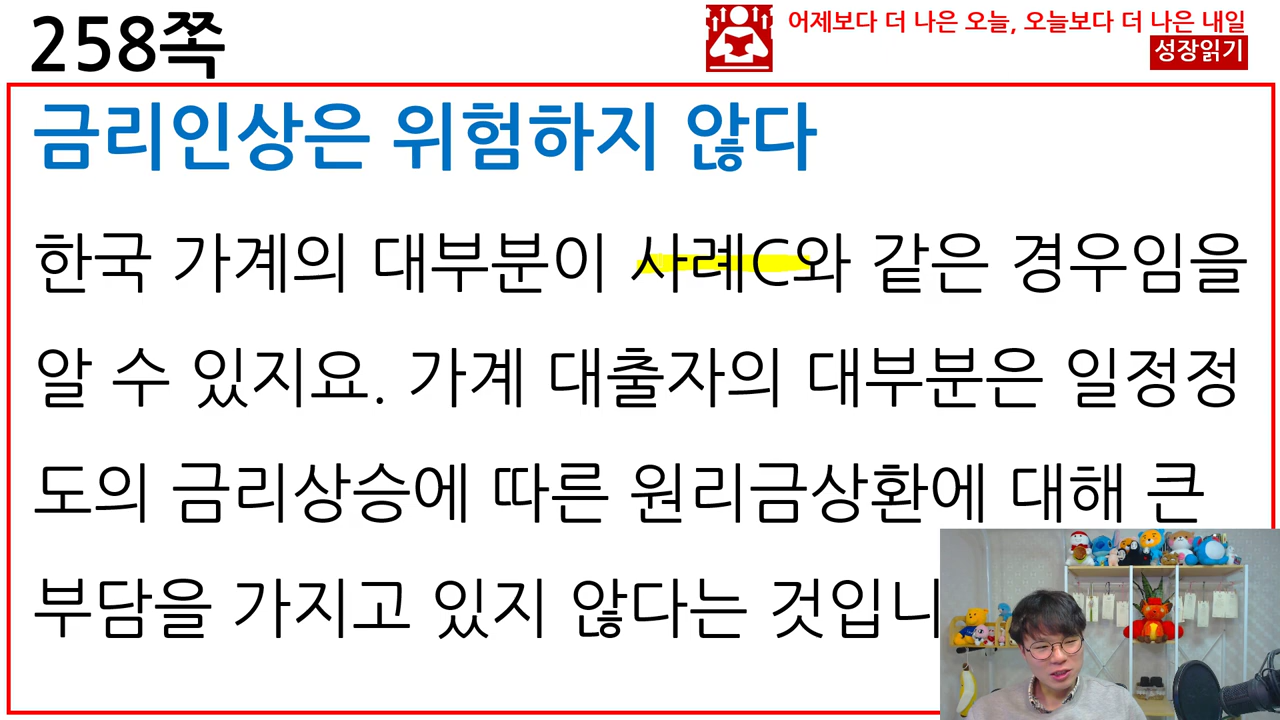 258쪽
어제보다 더 나은 오늘, 오늘보다 더 나은 내일
성장읽기
금리인상은 위험하지 않다
한국 가계의 대부분이 사례C와 같은 경우임을
알 수 있지요. 가계 대출자의 대부분은 일정정
도의 금리상승에 따른 원리금상환에 대해 큰
부담을 가지고 있지 않다는 것입니